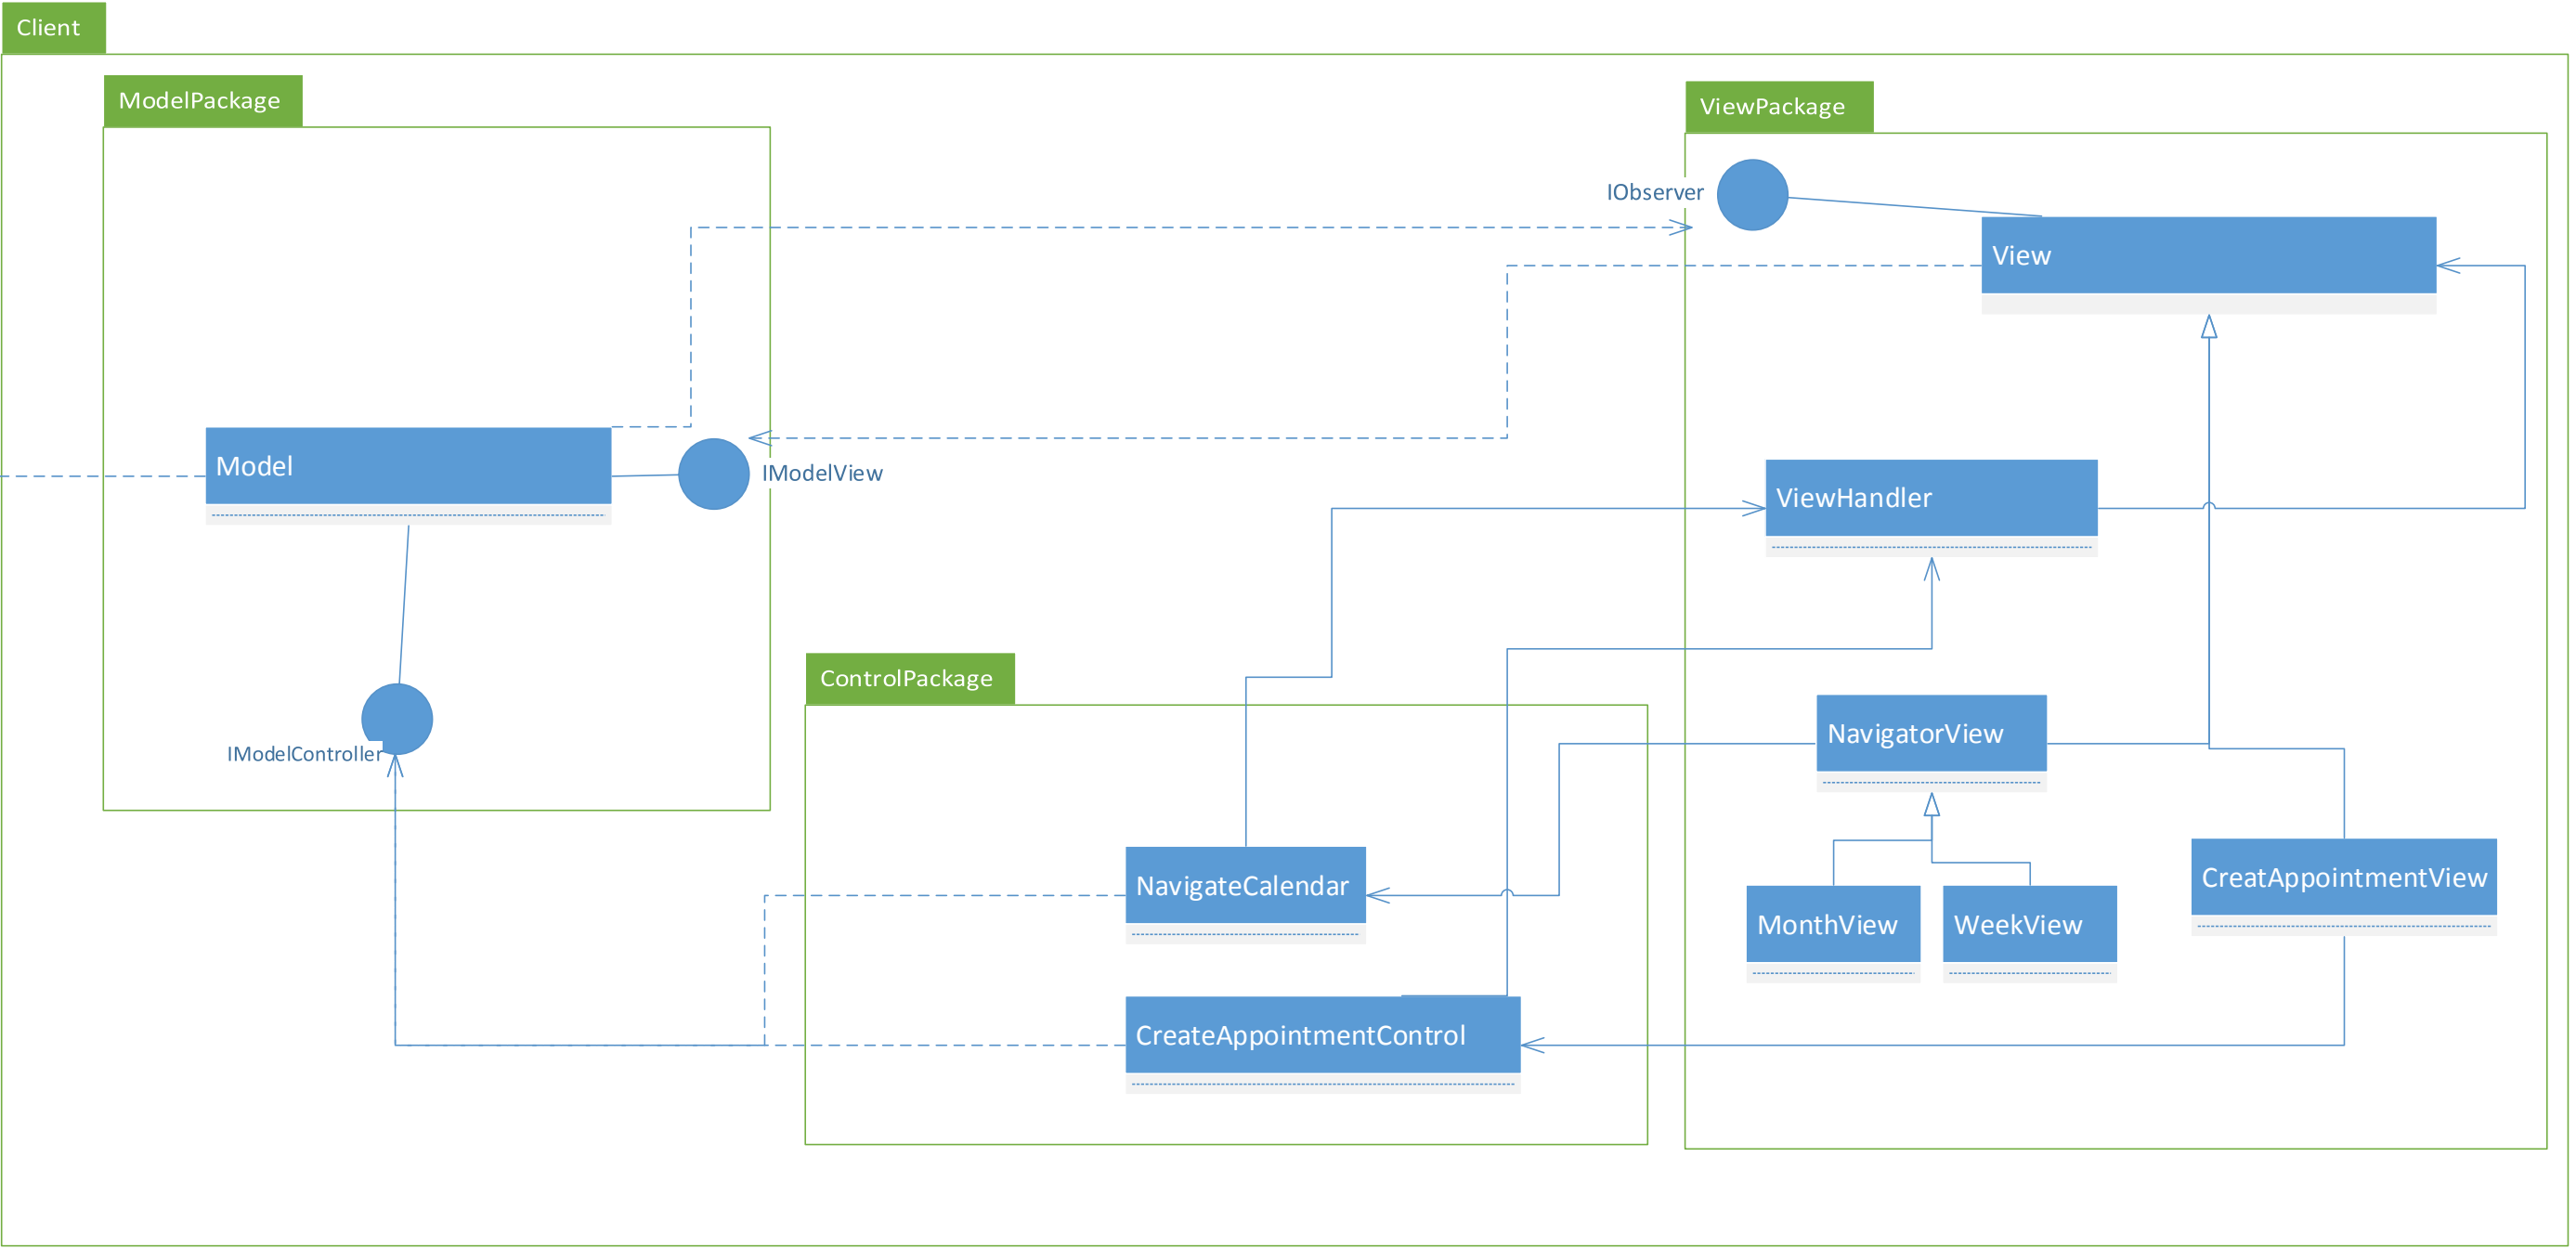 Client
ModelPackage
ViewPackage
IObserver
View
Model
IModelView
ViewHandler
ControlPackage
IModelController
NavigatorView
NavigateCalendar
CreatAppointmentView
MonthView
WeekView
CreateAppointmentControl